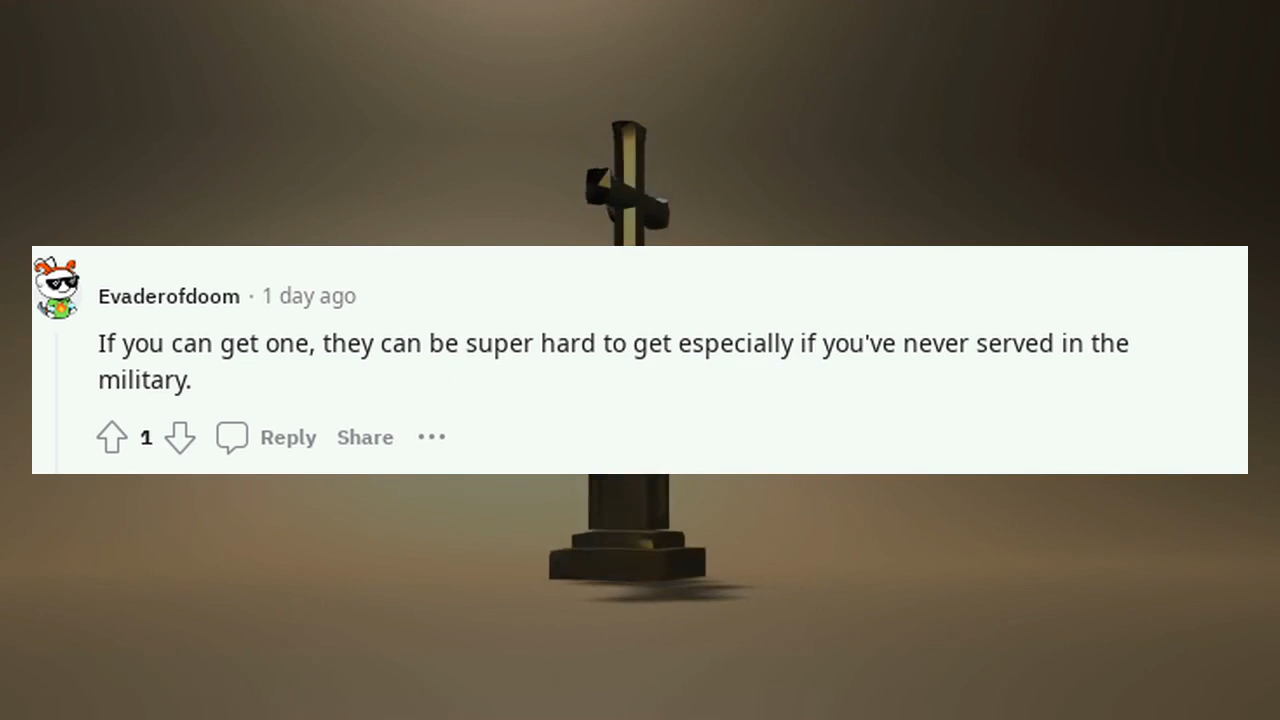 Evaderofdoom · 1 day ago
If you can get one, they can be super hard to get especially if you've never served in the
military.
1 Reply Share ···